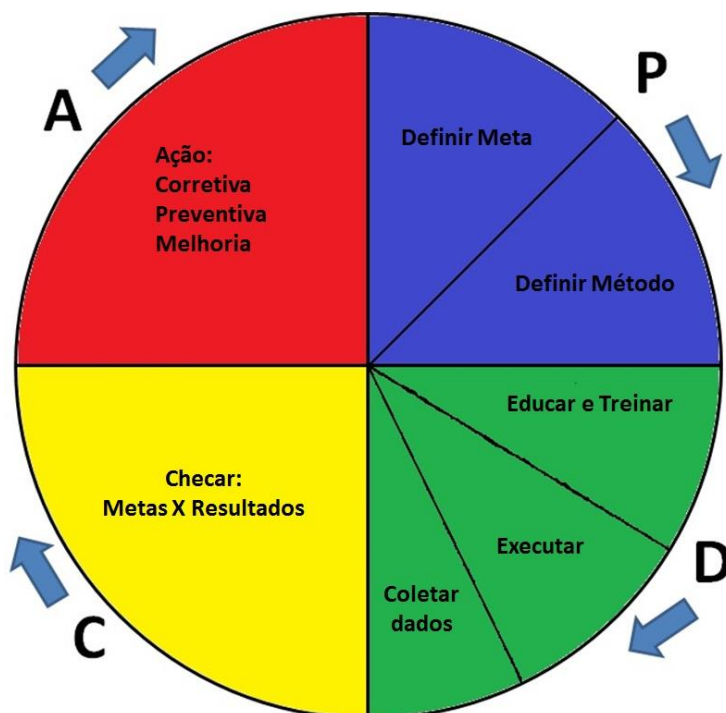 A
P
Ação:
Corretiva
Preventiva
Melhoria
Definir Meta
Definir Método
Educar e Treinar
Executar
Coletar
dados
D
Checar:
Metas X Resultados
C